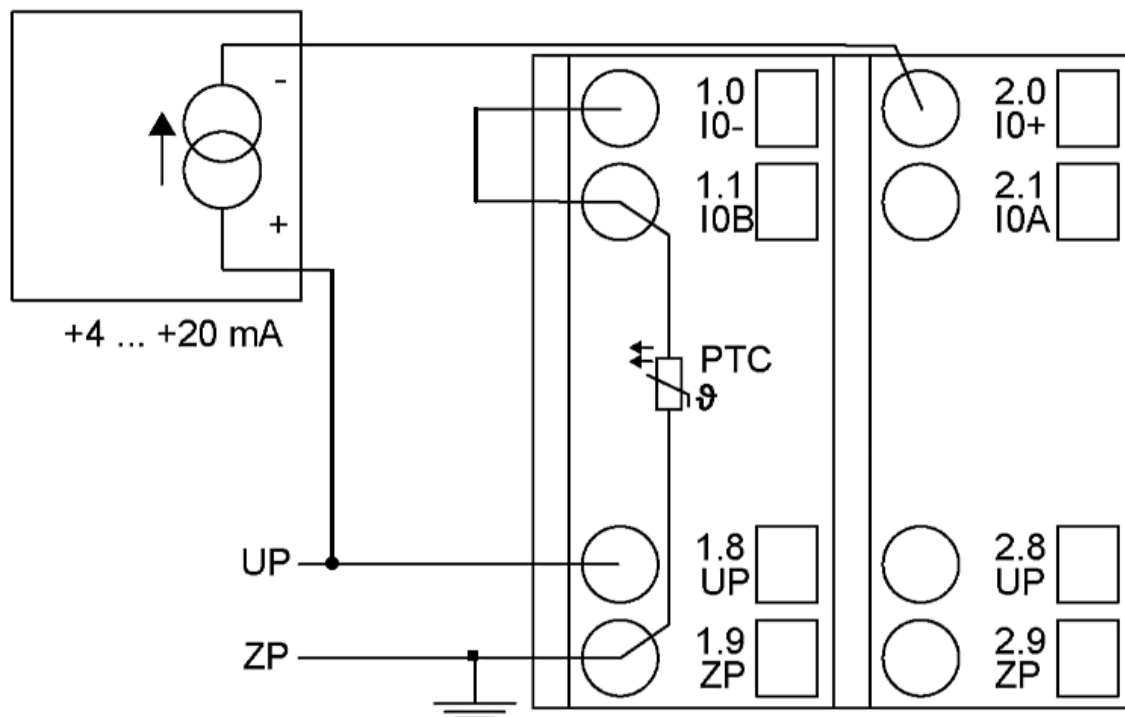 -
+
+4 ... +20 mA
1.0
I0-
2.0
I0+
1.1
I0B
2.1
I0A
PTC
ϑ
UP
1.8
UP
2.8
UP
ZP
1.9
ZP
2.9
ZP